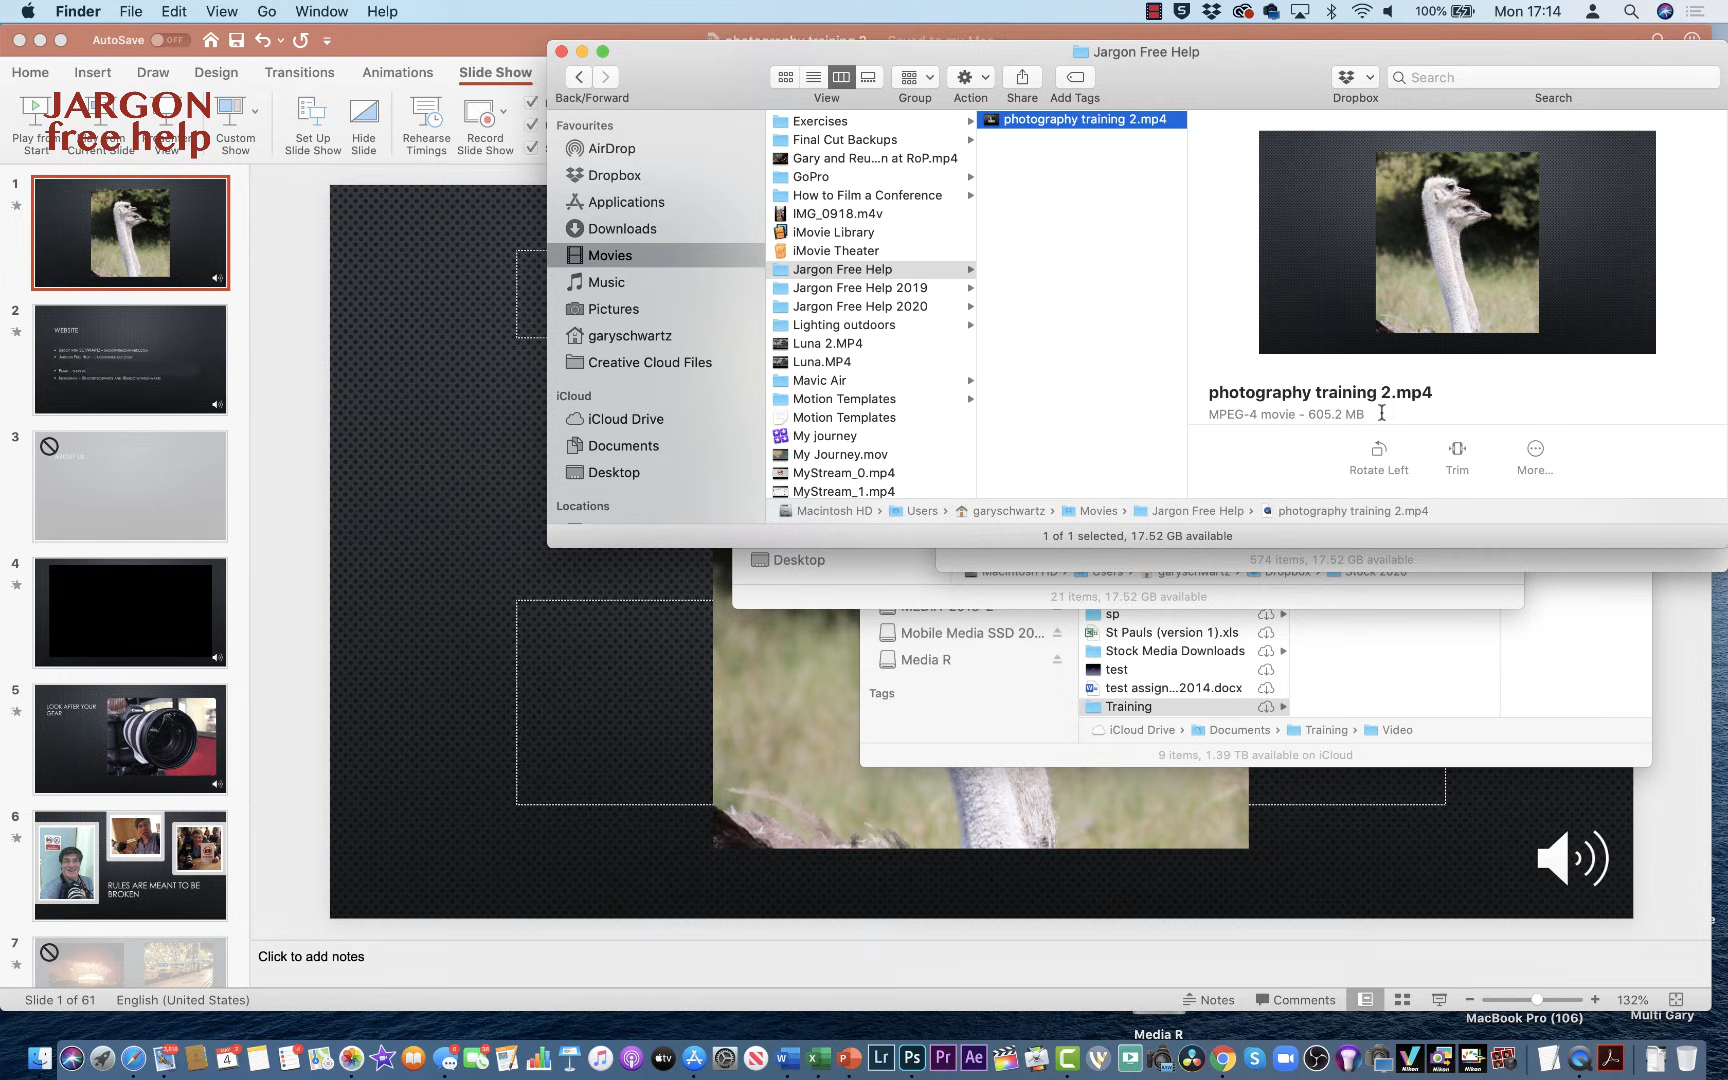 Finder File Edit View Go Window Help
100% Mon 17:14
AutoSave OFF
Home Insert Draw Design Transitions Animations Slide Show
JARGON
free help
Play from
Start
Current Slide
View
Custom
Show
Set Up
Slide Show
Hide
Slide
Rehearse
Timings
Record
Slide Show
Jargon Free Help
Back/Forward View Group Action Share Add Tags Dropbox Search
Search
Favourites
AirDrop
Dropbox
Applications
Downloads
Movies
Music
Pictures
garyschwartz
Creative Cloud Files
iCloud
iCloud Drive
Documents
Desktop
Locations
Exercises
Final Cut Backups
Gary and Reu...n at RoP.mp4
GoPro
How to Film a Conference
IMG_0918.m4v
iMovie Library
iMovie Theater
Jargon Free Help
Jargon Free Help 2019
Jargon Free Help 2020
Lighting outdoors
Luna 2.MP4
Luna.MP4
Mavic Air
Motion Templates
Motion Templates
My journey
My Journey.mov
MyStream_0.mp4
MyStream_1.mp4
photography training 2.mp4
photography training 2.mp4
MPEG-4 movie - 605.2 MB
Rotate Left Trim More...
Macintosh HD › Users › garyschwartz › Movies › Jargon Free Help › photography training 2.mp4
1 of 1 selected, 17.52 GB available
Desktop
574 items, 17.52 GB available
21 items, 17.52 GB available
Mobile Media SSD 20...
Media R
Tags
sp
St Pauls (version 1).xls
Stock Media Downloads
test
test assign...2014.docx
Training
iCloud Drive › Documents › Training › Video
9 items, 1.39 TB available on iCloud
1
2
WEBSITE
3
ABOUT US
4
5
LOOK AFTER YOUR
GEAR
6
RULES ARE MEANT TO BE
BROKEN
7
Click to add notes
Slide 1 of 61 English (United States)
Notes Comments 132%
MacBook Pro (106)
Multi Gary
Media R